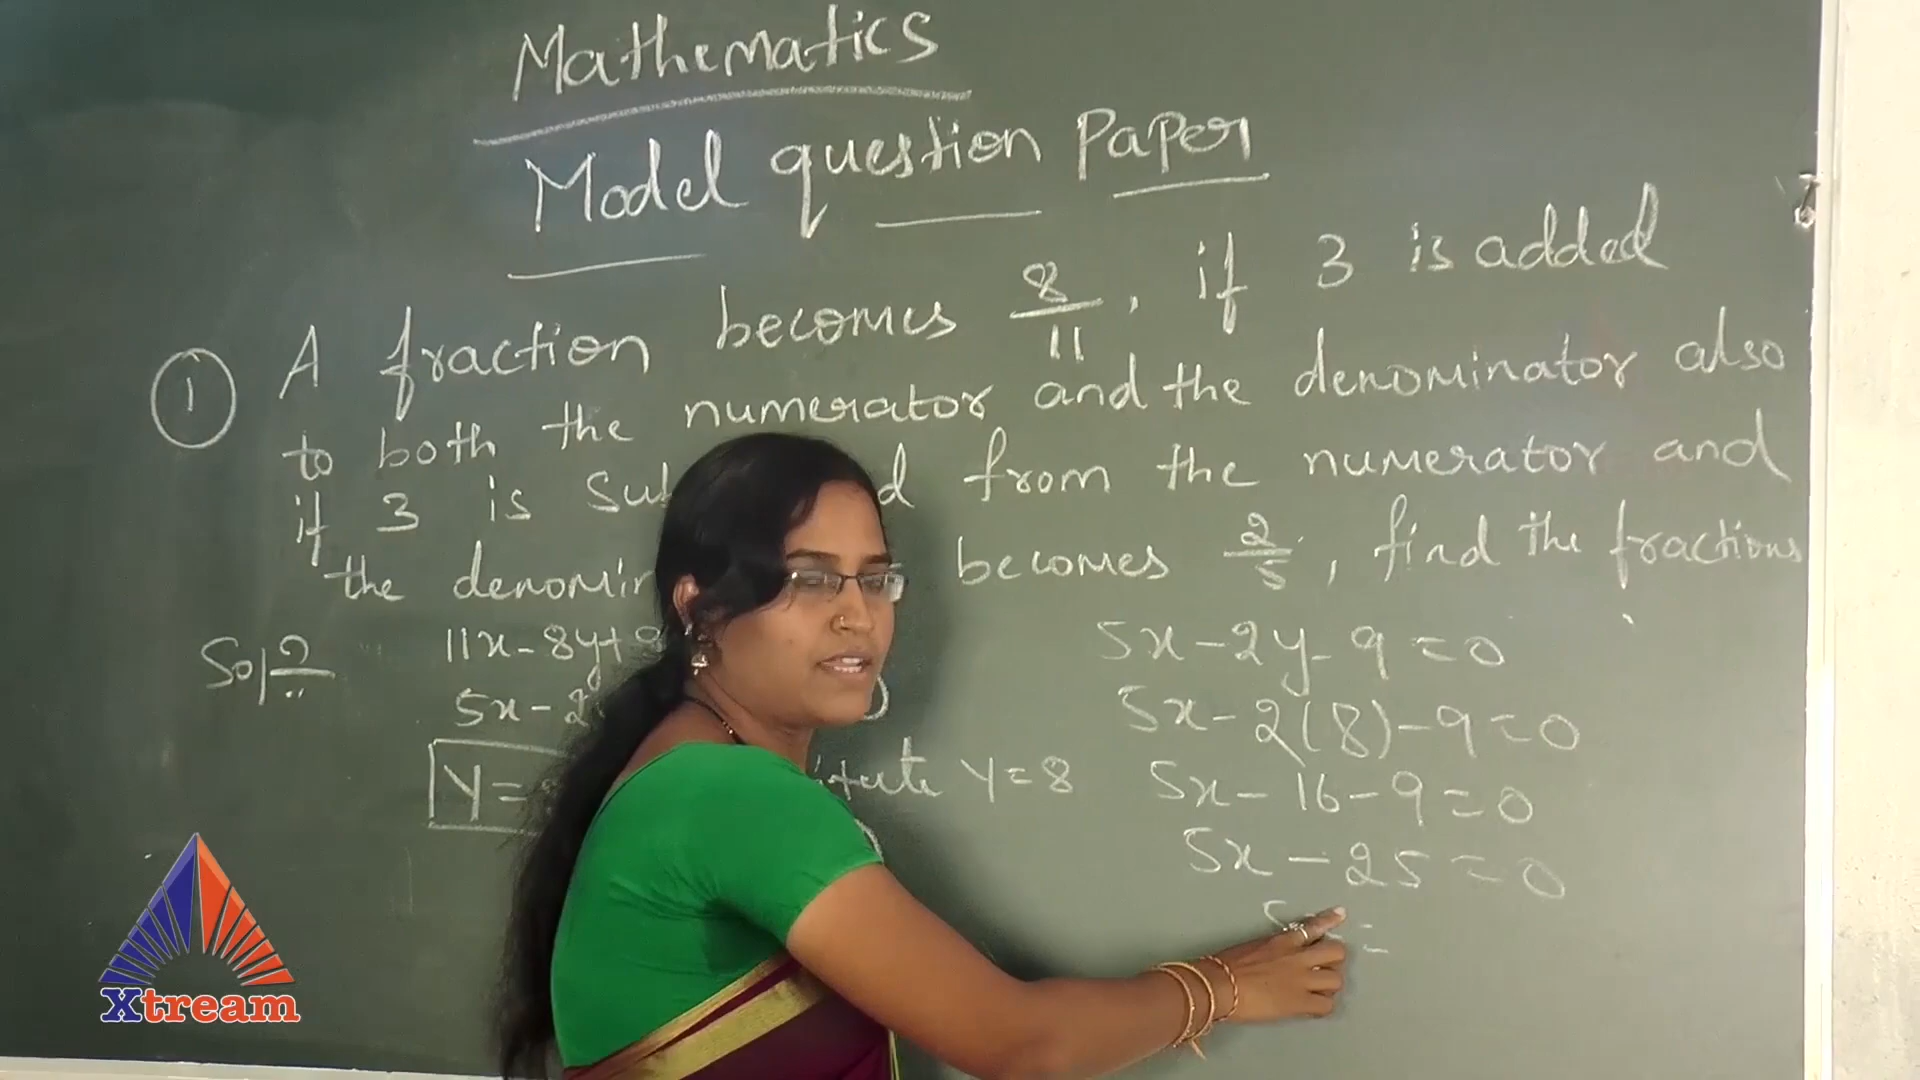 Mathematics
Model question Paper
1 A fraction becomes 8/11, if 3 is added
to both the numerator and the denominator also
if 3 is from the numerator and
the becomes 2/5, find the fractions
Sol?
11x-8y+
5x-2
Y= Y=8
5x-2y-9=0
5x-2(8)-9=0
5x-16-9=0
5x-25=0
5x=
Xtream